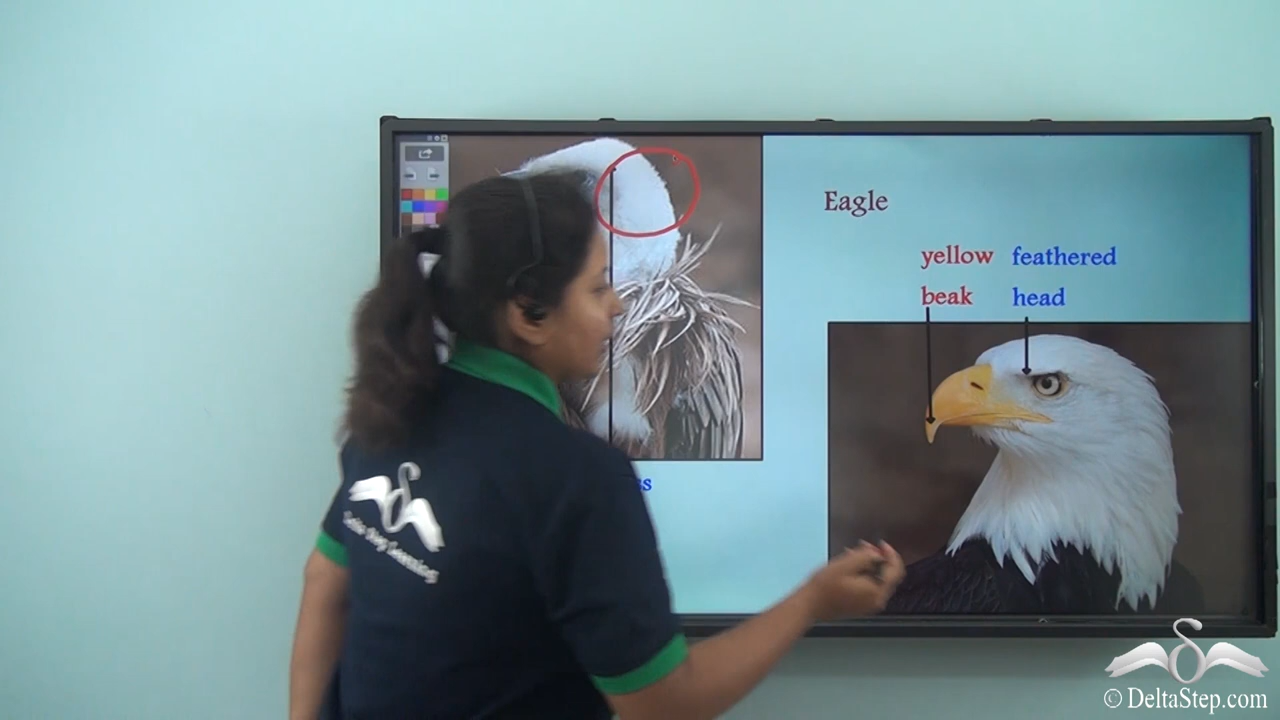 Eagle
yellow feathered
beak head
ss
© DeltaStep.com